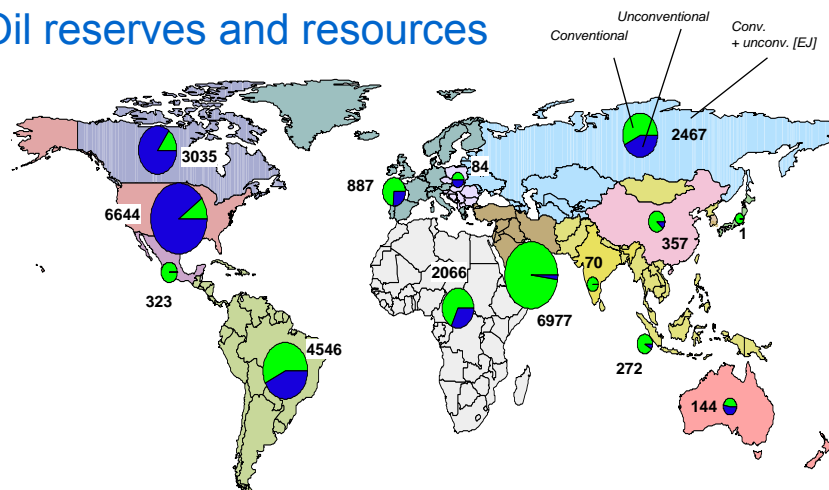 Oil reserves and resources
Unconventional
Conventional
Conv.
+ unconv. [EJ]
3035
2467
84
887
6644
357
1
70
2066
323
6977
272
4546
144